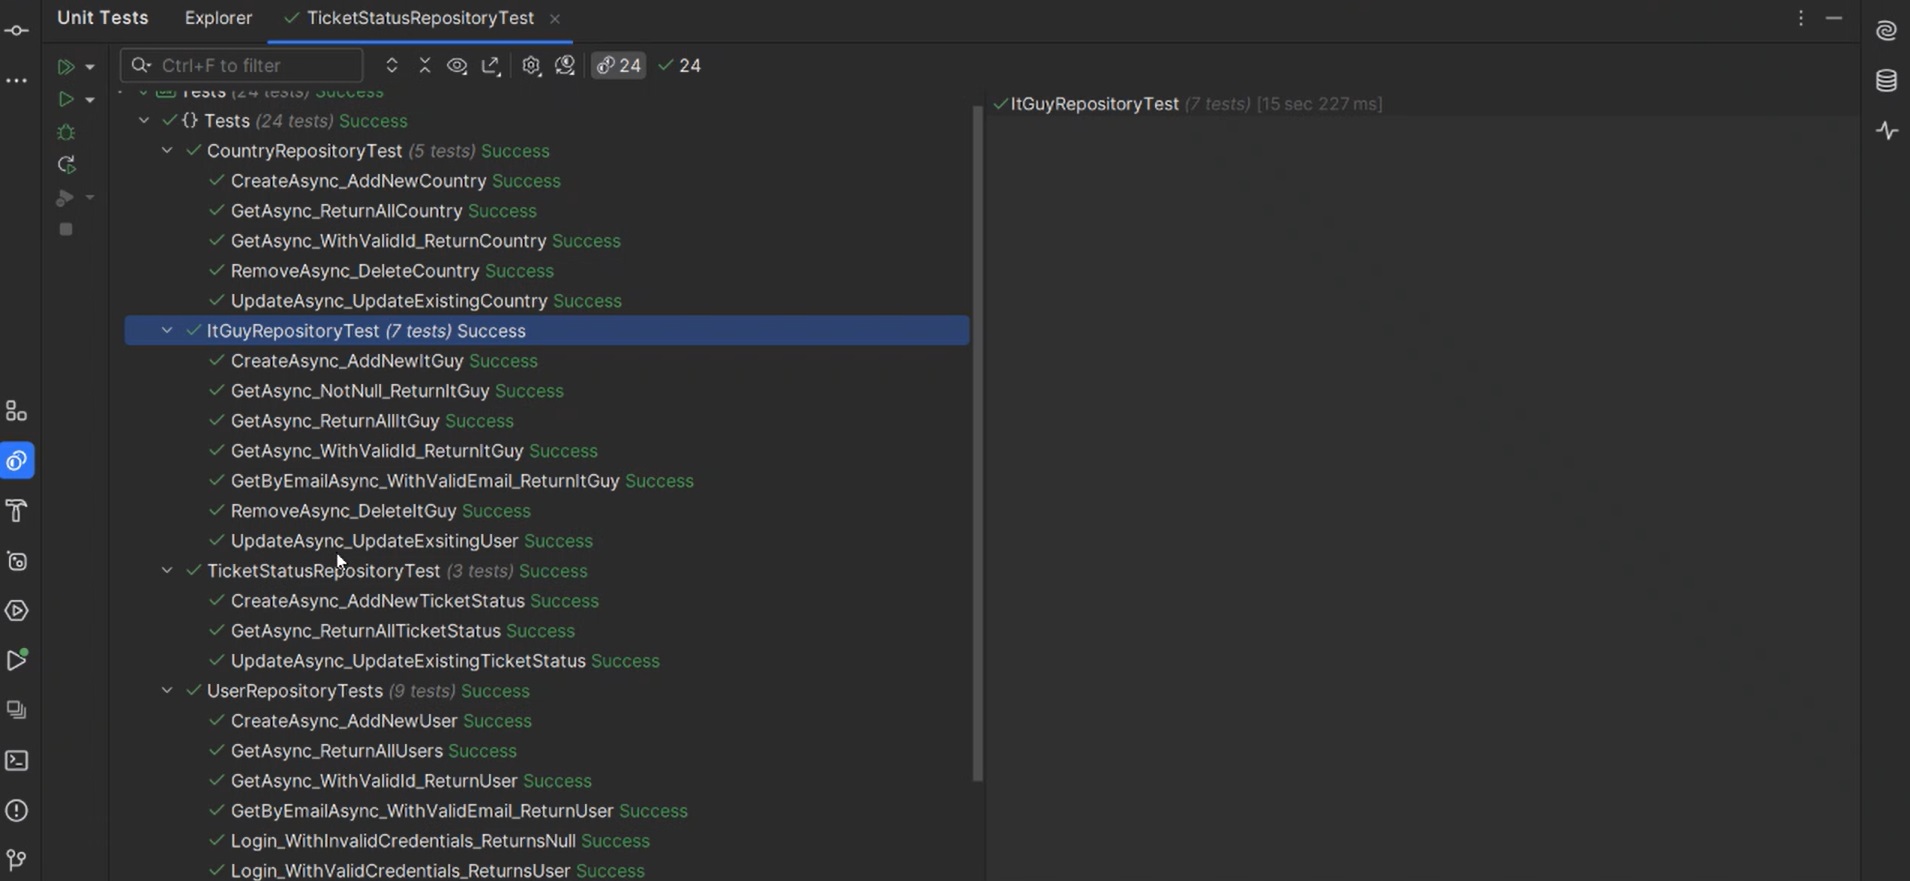 Unit Tests Explorer TicketStatusRepositoryTest
Ctrl+F to filter 24 24
Tests (24 tests) Success
ItGuyRepositoryTest (7 tests) [15 sec 227 ms]
{} Tests (24 tests) Success
CountryRepositoryTest (5 tests) Success
CreateAsync_AddNewCountry Success
GetAsync_ReturnAllCountry Success
GetAsync_WithValidId_ReturnCountry Success
RemoveAsync_DeleteCountry Success
UpdateAsync_UpdateExistingCountry Success
ItGuyRepositoryTest (7 tests) Success
CreateAsync_AddNewItGuy Success
GetAsync_NotNull_ReturnItGuy Success
GetAsync_ReturnAllItGuy Success
GetAsync_WithValidId_ReturnItGuy Success
GetByEmailAsync_WithValidEmail_ReturnItGuy Success
RemoveAsync_DeleteItGuy Success
UpdateAsync_UpdateExsitingUser Success
TicketStatusRepositoryTest (3 tests) Success
CreateAsync_AddNewTicketStatus Success
GetAsync_ReturnAllTicketStatus Success
UpdateAsync_UpdateExistingTicketStatus Success
UserRepositoryTests (9 tests) Success
CreateAsync_AddNewUser Success
GetAsync_ReturnAllUsers Success
GetAsync_WithValidId_ReturnUser Success
GetByEmailAsync_WithValidEmail_ReturnUser Success
Login_WithInvalidCredentials_ReturnsNull Success
Login_WithValidCredentials_ReturnsUser Success